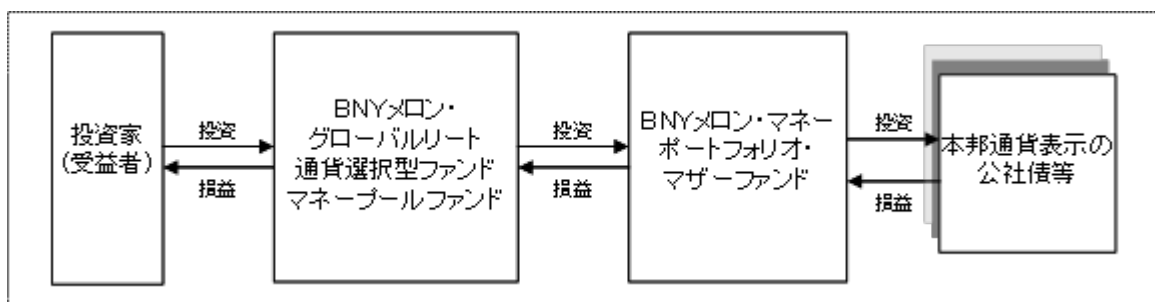 投資家
(受益者)
投資
損益
BNYメロン・
グローバルリート
通貨選択型ファンド
マネープールファンド
投資
損益
BNYメロン・マネー
ポートフォリオ・
マザーファンド
投資
損益
本邦通貨表示の
公社債等